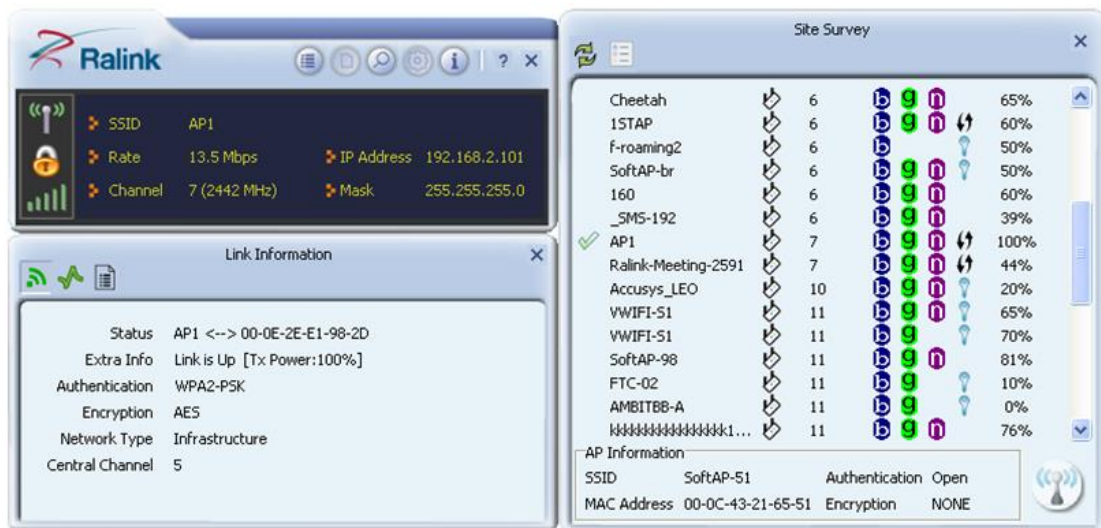 Ralink
? ×
SSID AP1
Rate 13.5 Mbps IP Address 192.168.2.101
Channel 7 (2442 MHz) Mask 255.255.255.0
Link Information ×
Status AP1 <--> 00-0E-2E-E1-98-2D
Extra Info Link is Up [Tx Power:100%]
Authentication WPA2-PSK
Encryption AES
Network Type Infrastructure
Central Channel 5
Site Survey ×
Cheetah 6 b g n 65%
1STAP 6 b g n 60%
f-roaming2 6 b 50%
SoftAP-br 6 b g n 50%
160 6 b g n 60%
_SMS-192 6 b g n 39%
AP1 7 b g n 100%
Ralink-Meeting-2591 7 b g n 44%
Accusys_LEO 10 b g n 20%
VWIFI-S1 11 b g n 65%
VWIFI-S1 11 b g 70%
SoftAP-98 11 b g n 81%
FTC-02 11 b g 10%
AMBITBB-A 11 b g 0%
11 b g n 76%
AP Information
SSID SoftAP-51 Authentication Open
MAC Address 00-0C-43-21-65-51 Encryption NONE